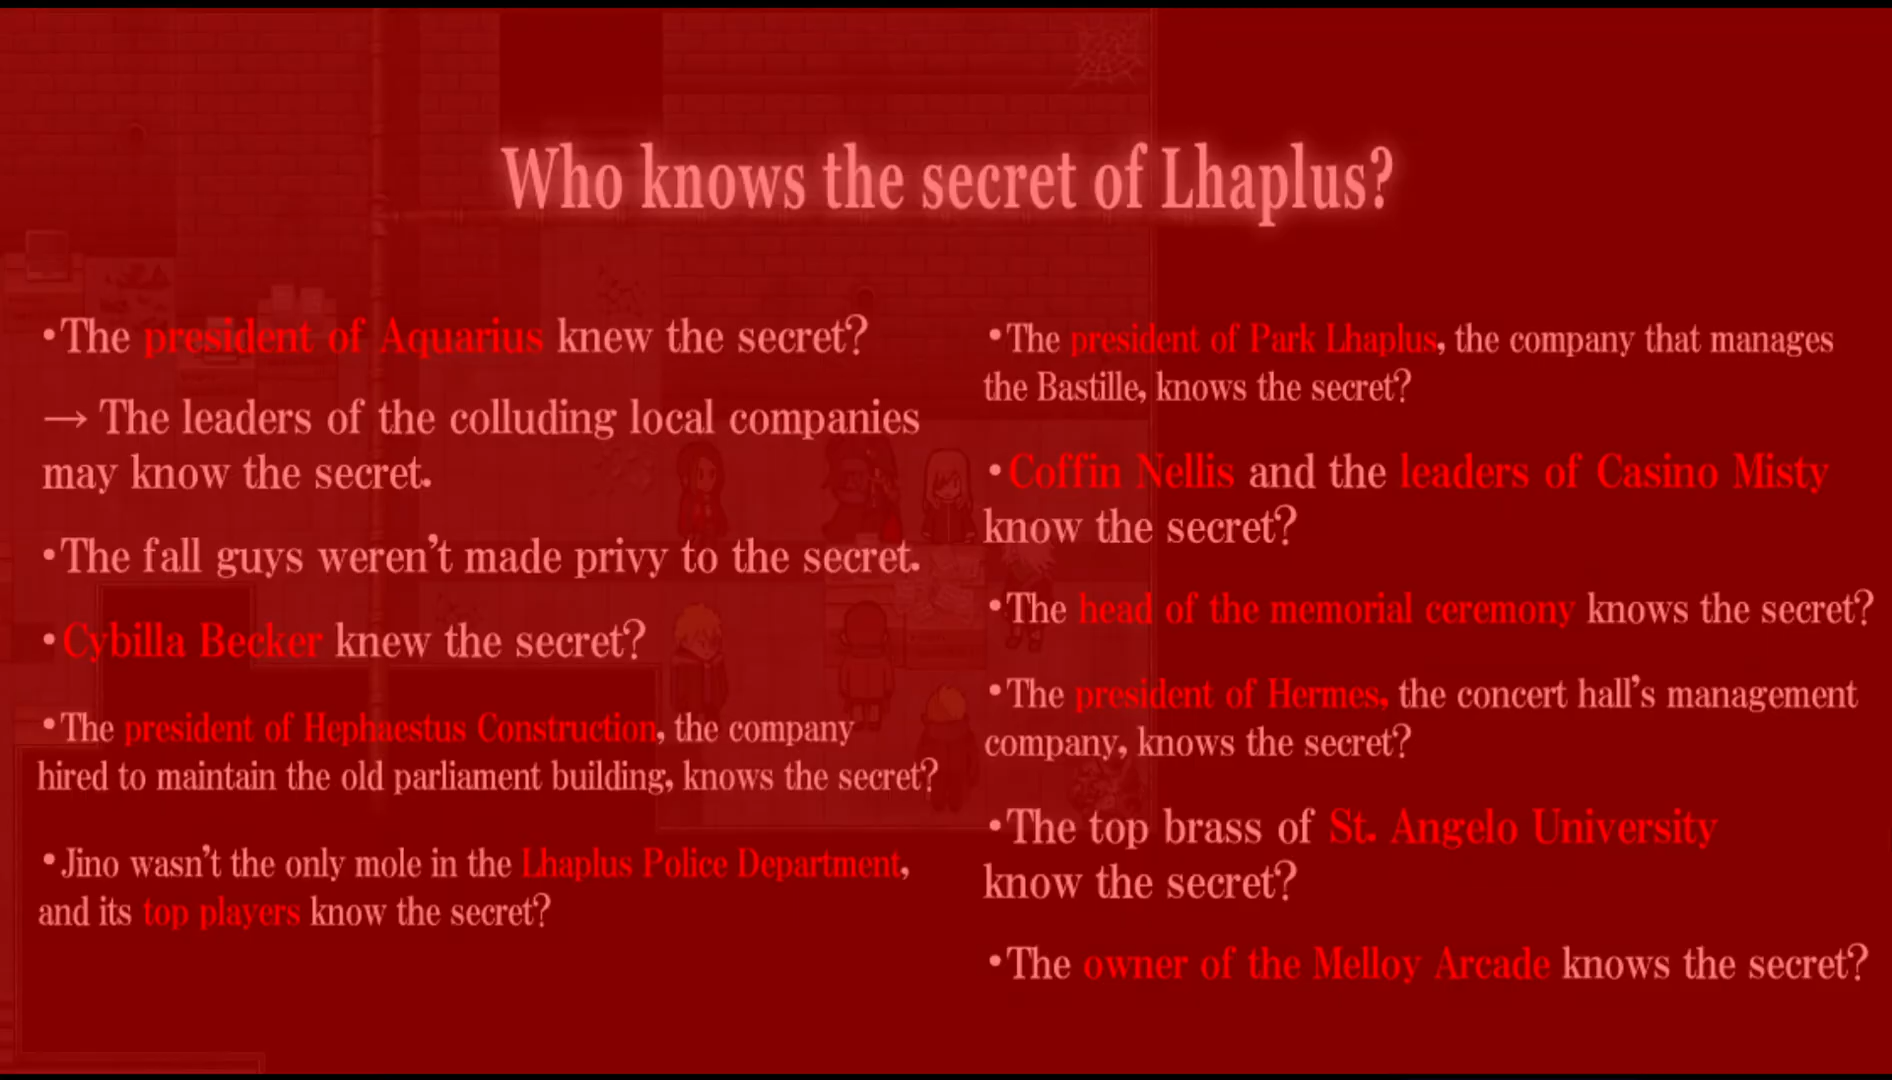 Who knows the secret of Lhaplus?
•The president of Aquarius knew the secret?
→ The leaders of the colluding local companies
may know the secret.
•The fall guys weren't made privy to the secret.
•Cybilla Becker knew the secret?
•The president of Hephaestus Construction, the company
hired to maintain the old parliament building, knows the secret?
•Jino wasn't the only mole in the Lhaplus Police Department,
and its top players know the secret?
•The president of Park Lhaplus, the company that manages
the Bastille, knows the secret?
•Coffin Nellis and the leaders of Casino Misty
know the secret?
•The head of the memorial ceremony knows the secret?
•The president of Hermes, the concert hall's management
company, knows the secret?
•The top brass of St. Angelo University
know the secret?
•The owner of the Melloy Arcade knows the secret?